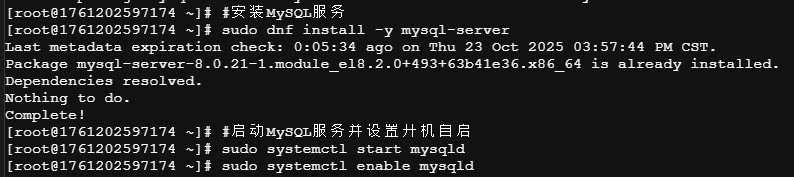 [root@1761202597174 ~]# #安装MySQL服务
[root@1761202597174 ~]# sudo dnf install -y mysql-server
Last metadata expiration check: 0:05:34 ago on Thu 23 Oct 2025 03:57:44 PM CST.
Package mysql-server-8.0.21-1.module_el8.2.0+493+63b41e36.x86_64 is already installed.
Dependencies resolved.
Nothing to do.
Complete!
[root@1761202597174 ~]# #启动MySQL服务并设置开机自启
[root@1761202597174 ~]# sudo systemctl start mysqld
[root@1761202597174 ~]# sudo systemctl enable mysqld